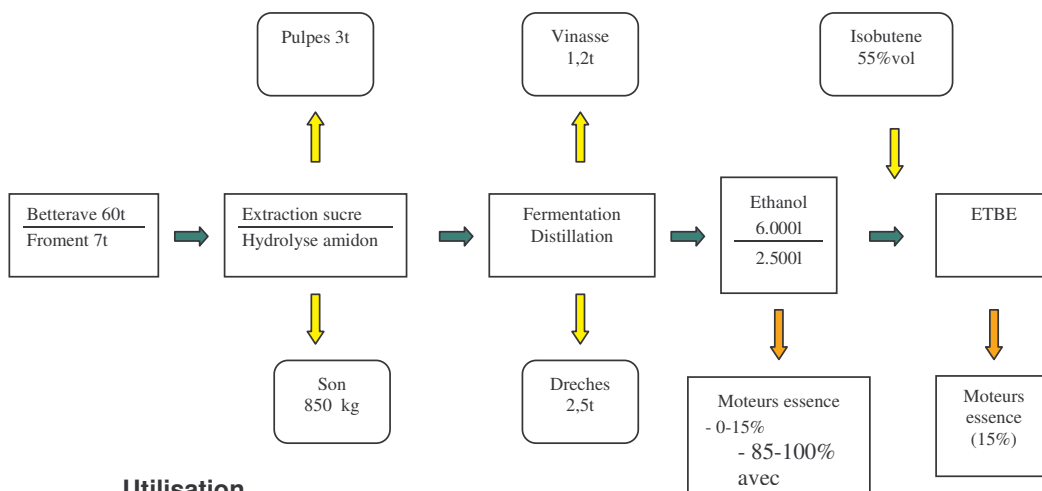 Pulpes 3t
Vinasse
1,2t
Isobutene
55%vol
Betterave 60t
Froment 7t
Extraction sucre
Hydrolyse amidon
Fermentation
Distillation
Ethanol
6.000l
2.500l
ETBE
Son
850 kg
Dreches
2,5t
Moteurs essence
- 0-15%
- 85-100%
avec
Moteurs
essence
(15%)
Utilisation